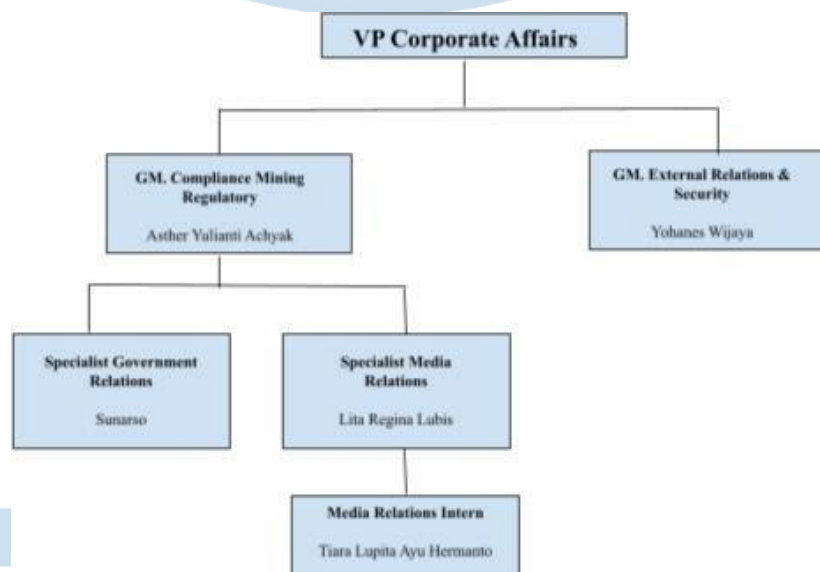 VP Corporate Affairs
GM. Compliance Mining
Regulatory
Asther Yulianti Achyak
GM. External Relations &
Security
Yohanes Wijaya
Specialist Government
Relations
Sunarso
Specialist Media
Relations
Lita Regina Lubis
Media Relations Intern
Tiara Lupita Ayu Hermanto